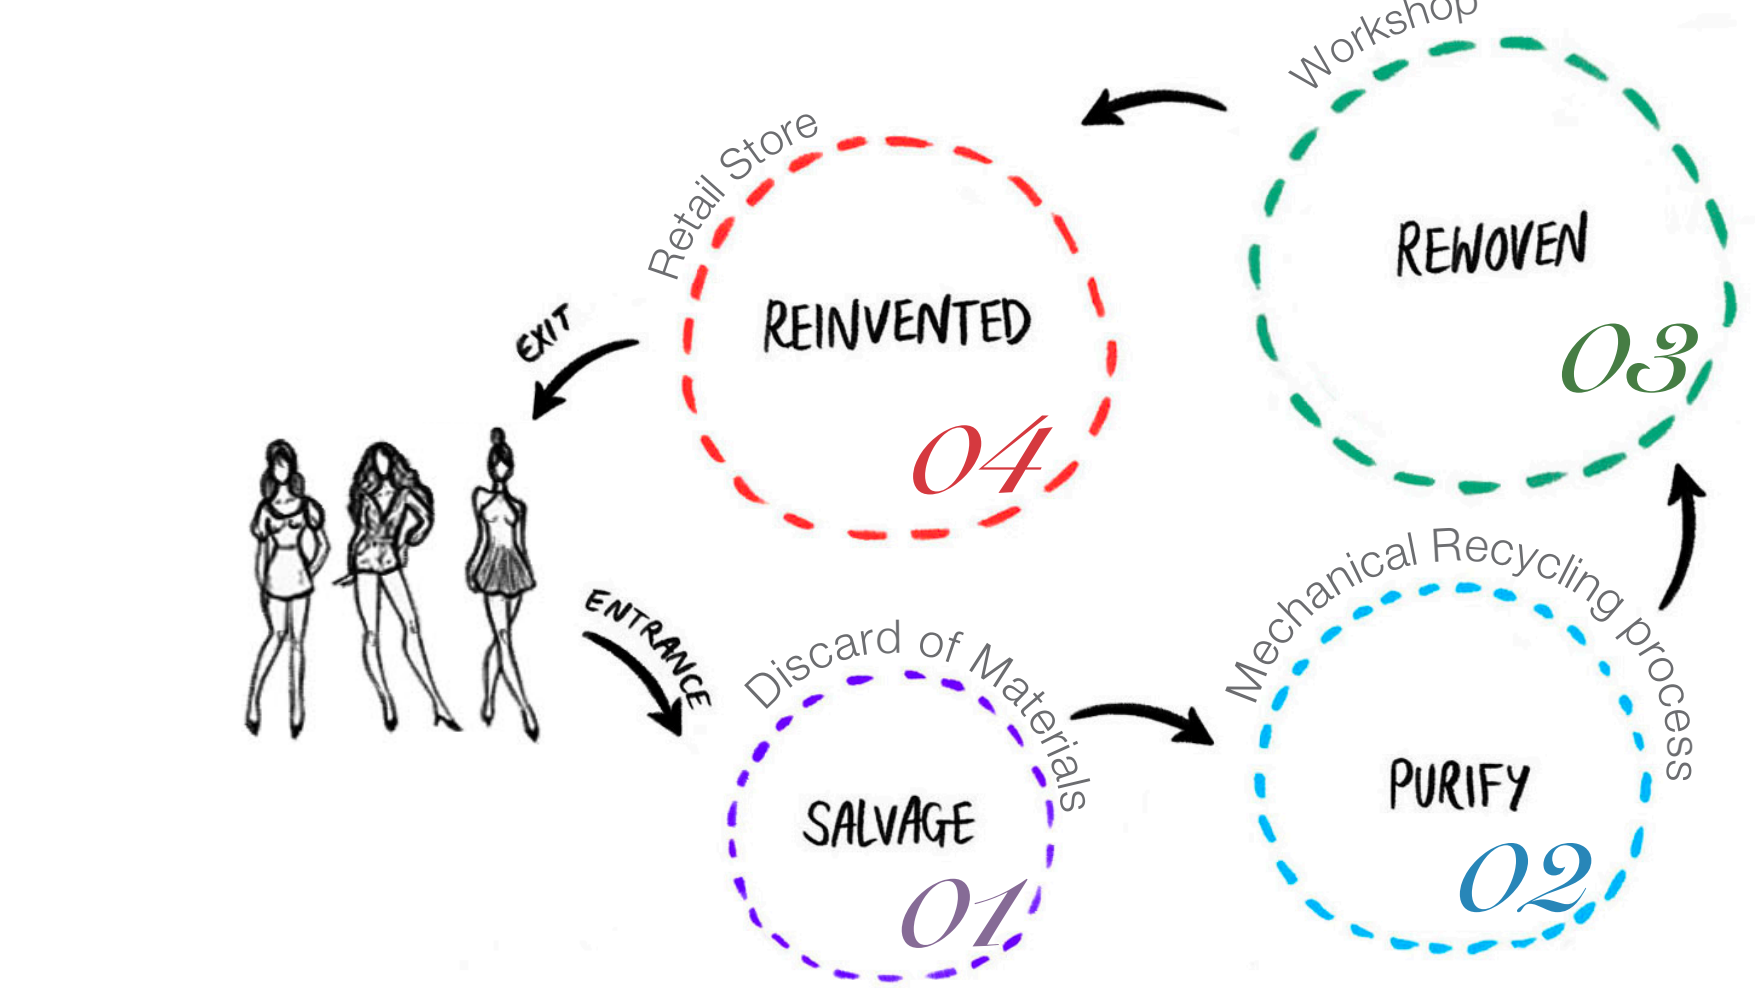 Workshop
REWOVEN
03
Retail Store
REINVENTED
04
EXIT
ENTRANCE
Discard of Materials
SALVAGE
01
Mechanical Recycling process
PURIFY
02